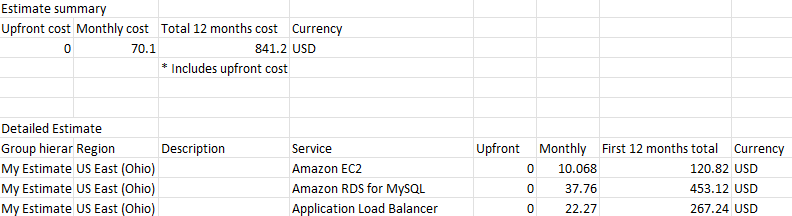 Estimate summary
Upfront cost Monthly cost Total 12 months cost Currency
0 70.1 841.2 USD
* Includes upfront cost
Detailed Estimate
Group hierar Region Description Service Upfront Monthly First 12 months total Currency
My Estimate US East (Ohio) Amazon EC2 0 10.068 120.82 USD
My Estimate US East (Ohio) Amazon RDS for MySQL 0 37.76 453.12 USD
My Estimate US East (Ohio) Application Load Balancer 0 22.27 267.24 USD